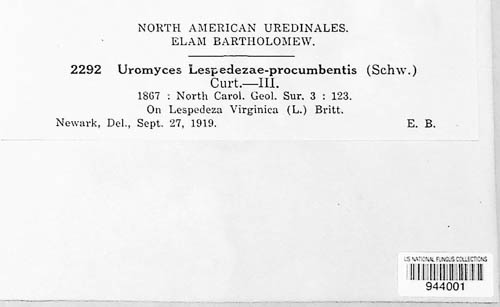 NORTH AMERICAN UREDINALES.
ELAM BARTHOLOMEW.
2292 Uromyces Lespedezae-procumbentis (Schw.)
Curt.—III.
1867 : North Carol. Geol. Sur. 3 : 123.
On Lespedeza Virginica (L.) Britt.
Newark, Del., Sept. 27, 1919. E. B.
US NATIONAL FUNGUS COLLECTIONS
944001